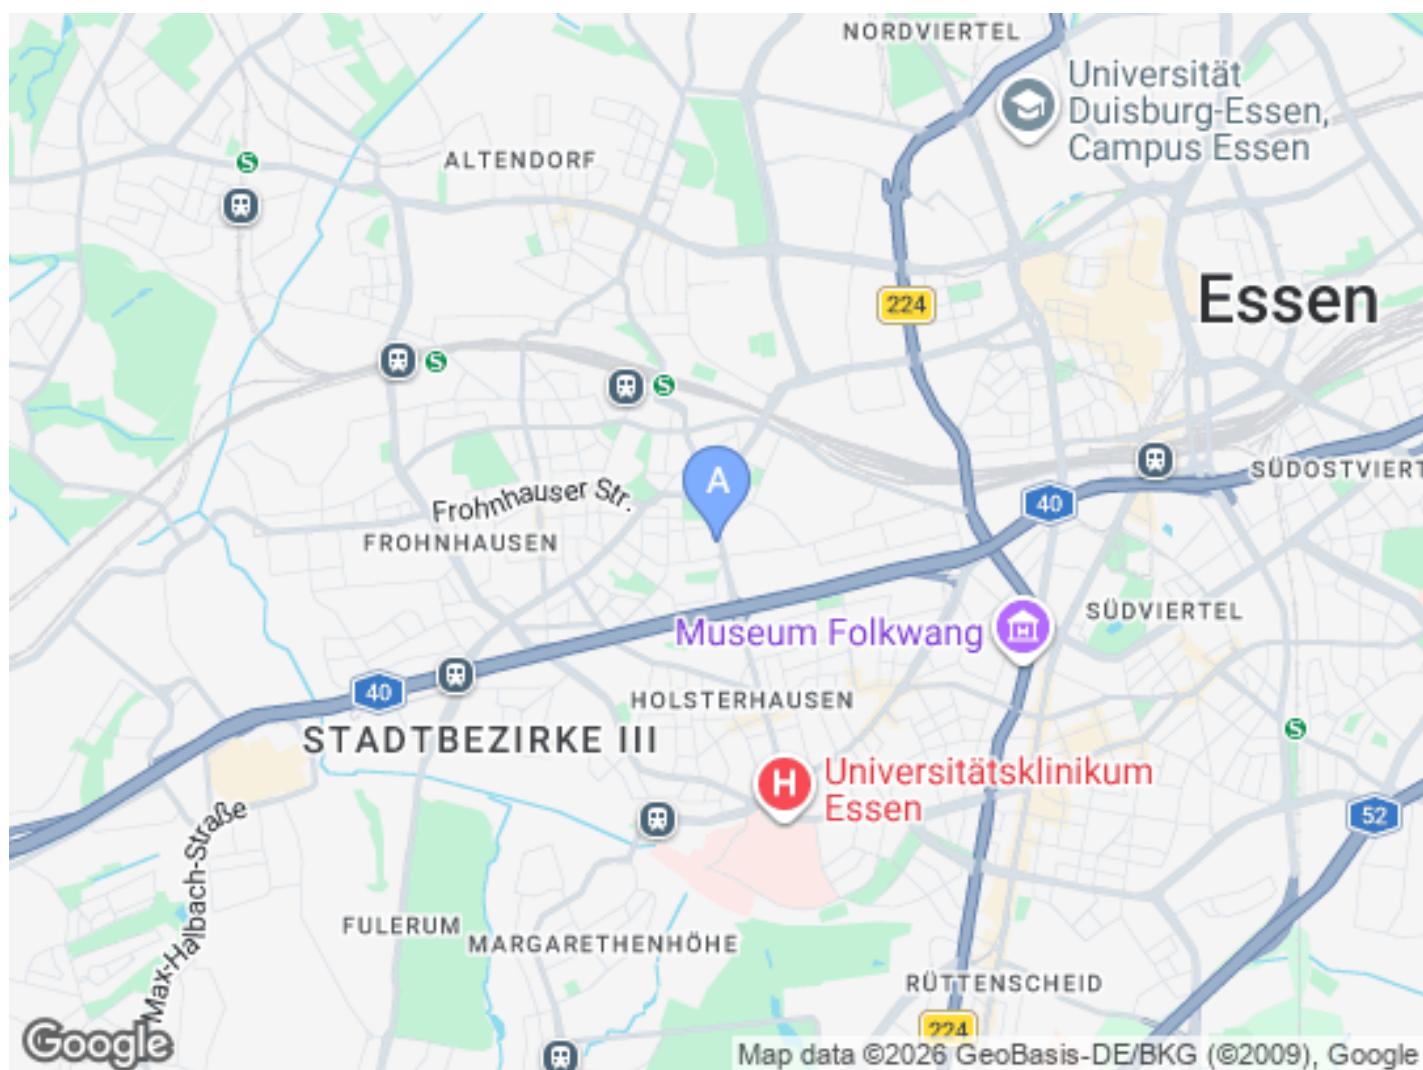 NORDVIERTEL
Universität
Duisburg-Essen,
Campus Essen
ALTENDORF
S
Essen
224
S
S
A
SÜDOSTVIERT
Frohnhauser Str.
40
FROHNHAUSEN
SÜDVIERTEL
Museum Folkwang
40
HOLSTERHAUSEN
S
STADTBEZIRKE III
H
Universitätsklinikum
Essen
52
Max-Halbach-Straße
FULERUM
MARGARETHENHÖHE
RÜTTENSCHEID
224
Google
Map data ©2026 GeoBasis-DE/BKG (©2009), Google